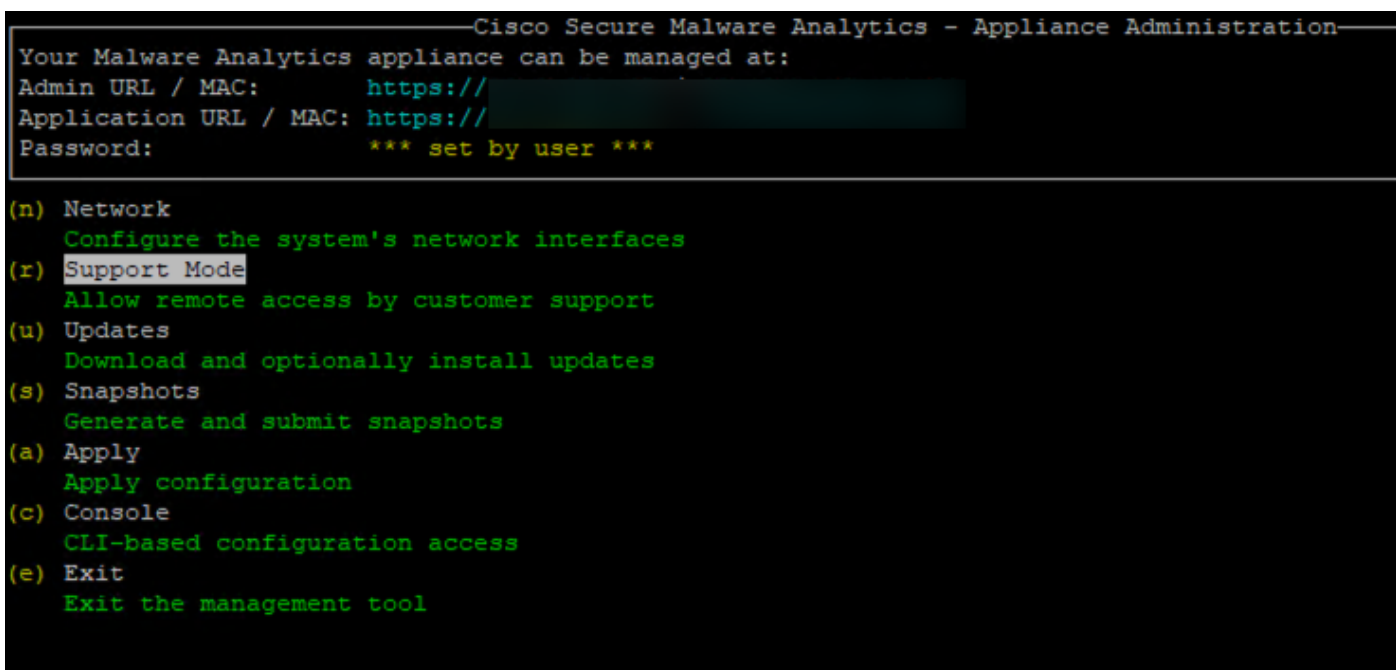 Cisco Secure Malware Analytics - Appliance Administration
Your Malware Analytics appliance can be managed at:
Admin URL / MAC: https://
Application URL / MAC: https://
Password: *** set by user ***
(n) Network
Configure the system's network interfaces
(r) Support Mode
Allow remote access by customer support
(u) Updates
Download and optionally install updates
(s) Snapshots
Generate and submit snapshots
(a) Apply
Apply configuration
(c) Console
CLI-based configuration access
(e) Exit
Exit the management tool